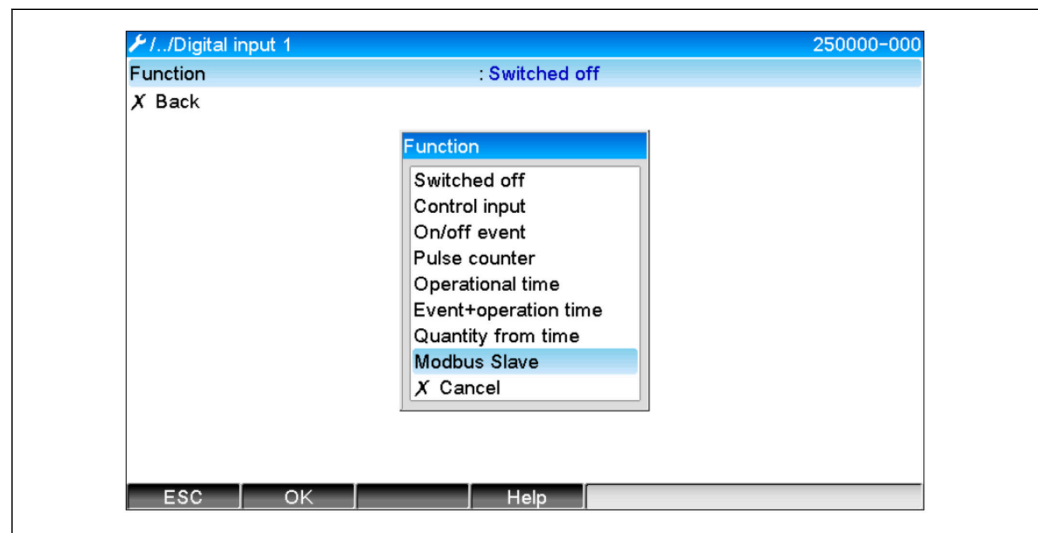 /../Digital input 1 250000-000
Function : Switched off
X Back
Function
Switched off
Control input
On/off event
Pulse counter
Operational time
Event+operation time
Quantity from time
Modbus Slave
X Cancel
ESC OK Help